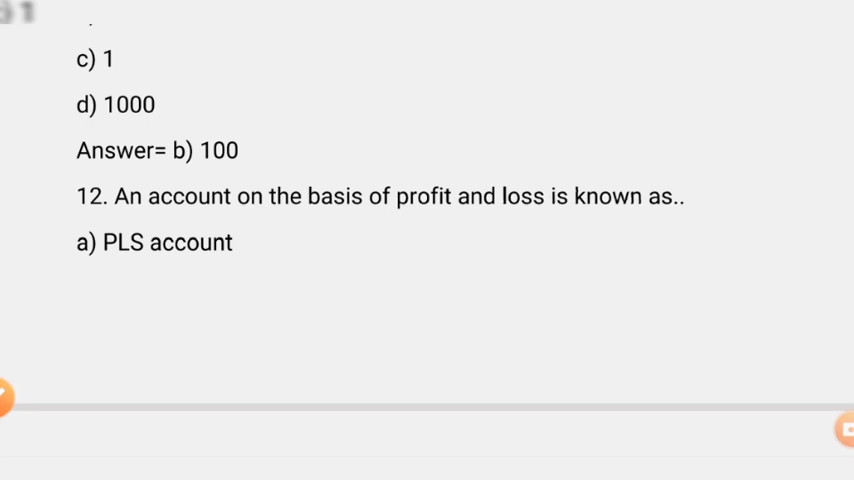 c) 1
d) 1000
Answer= b) 100
12. An account on the basis of profit and loss is known as..
a) PLS account